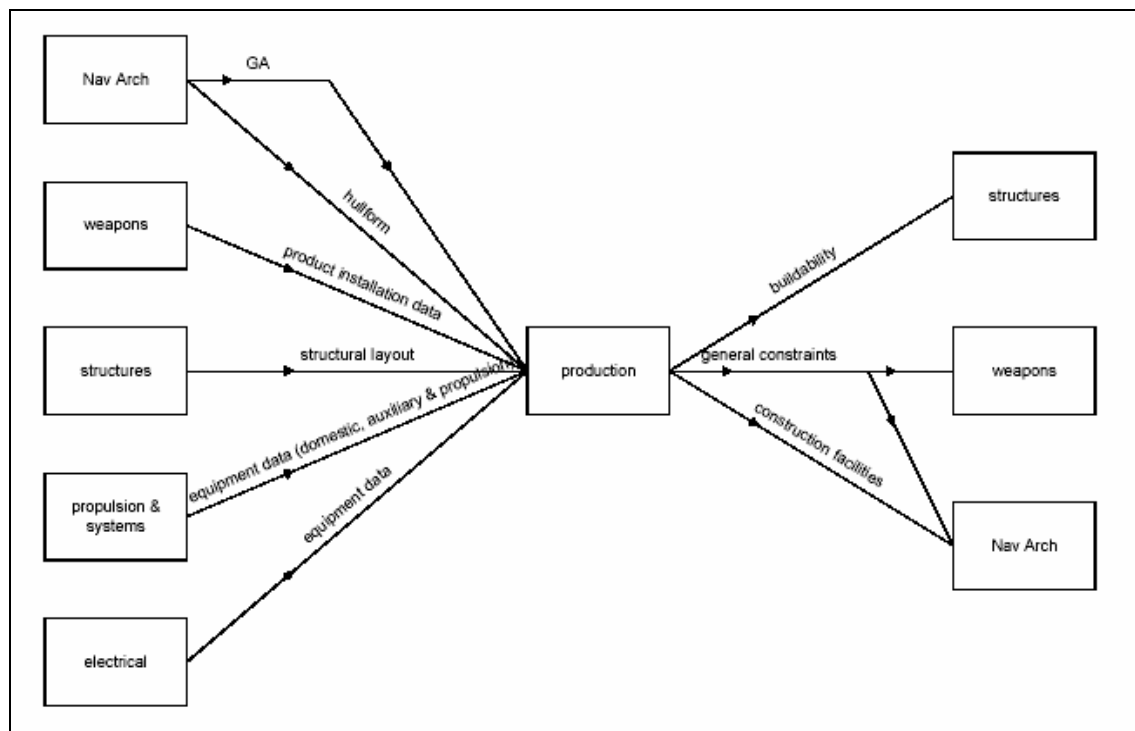 Nav Arch
GA
hullform
weapons
product installation data
structures
structural layout
propulsion &
systems
equipment data (domestic, auxiliary & propulsion)
electrical
equipment data
production
buildability
structures
general constraints
weapons
construction facilities
Nav Arch